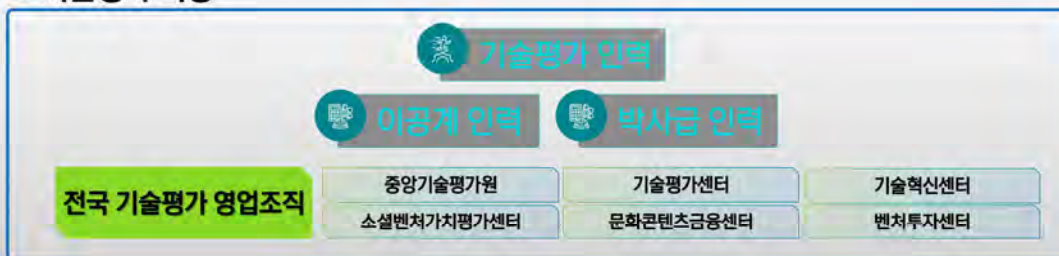 기술평가 인력
이공계 인력 박사급 인력
전국 기술평가 영업조직
중앙기술평가원 기술평가센터 기술혁신센터
소셜벤처가치평가센터 문화콘텐츠금융센터 벤처투자센터